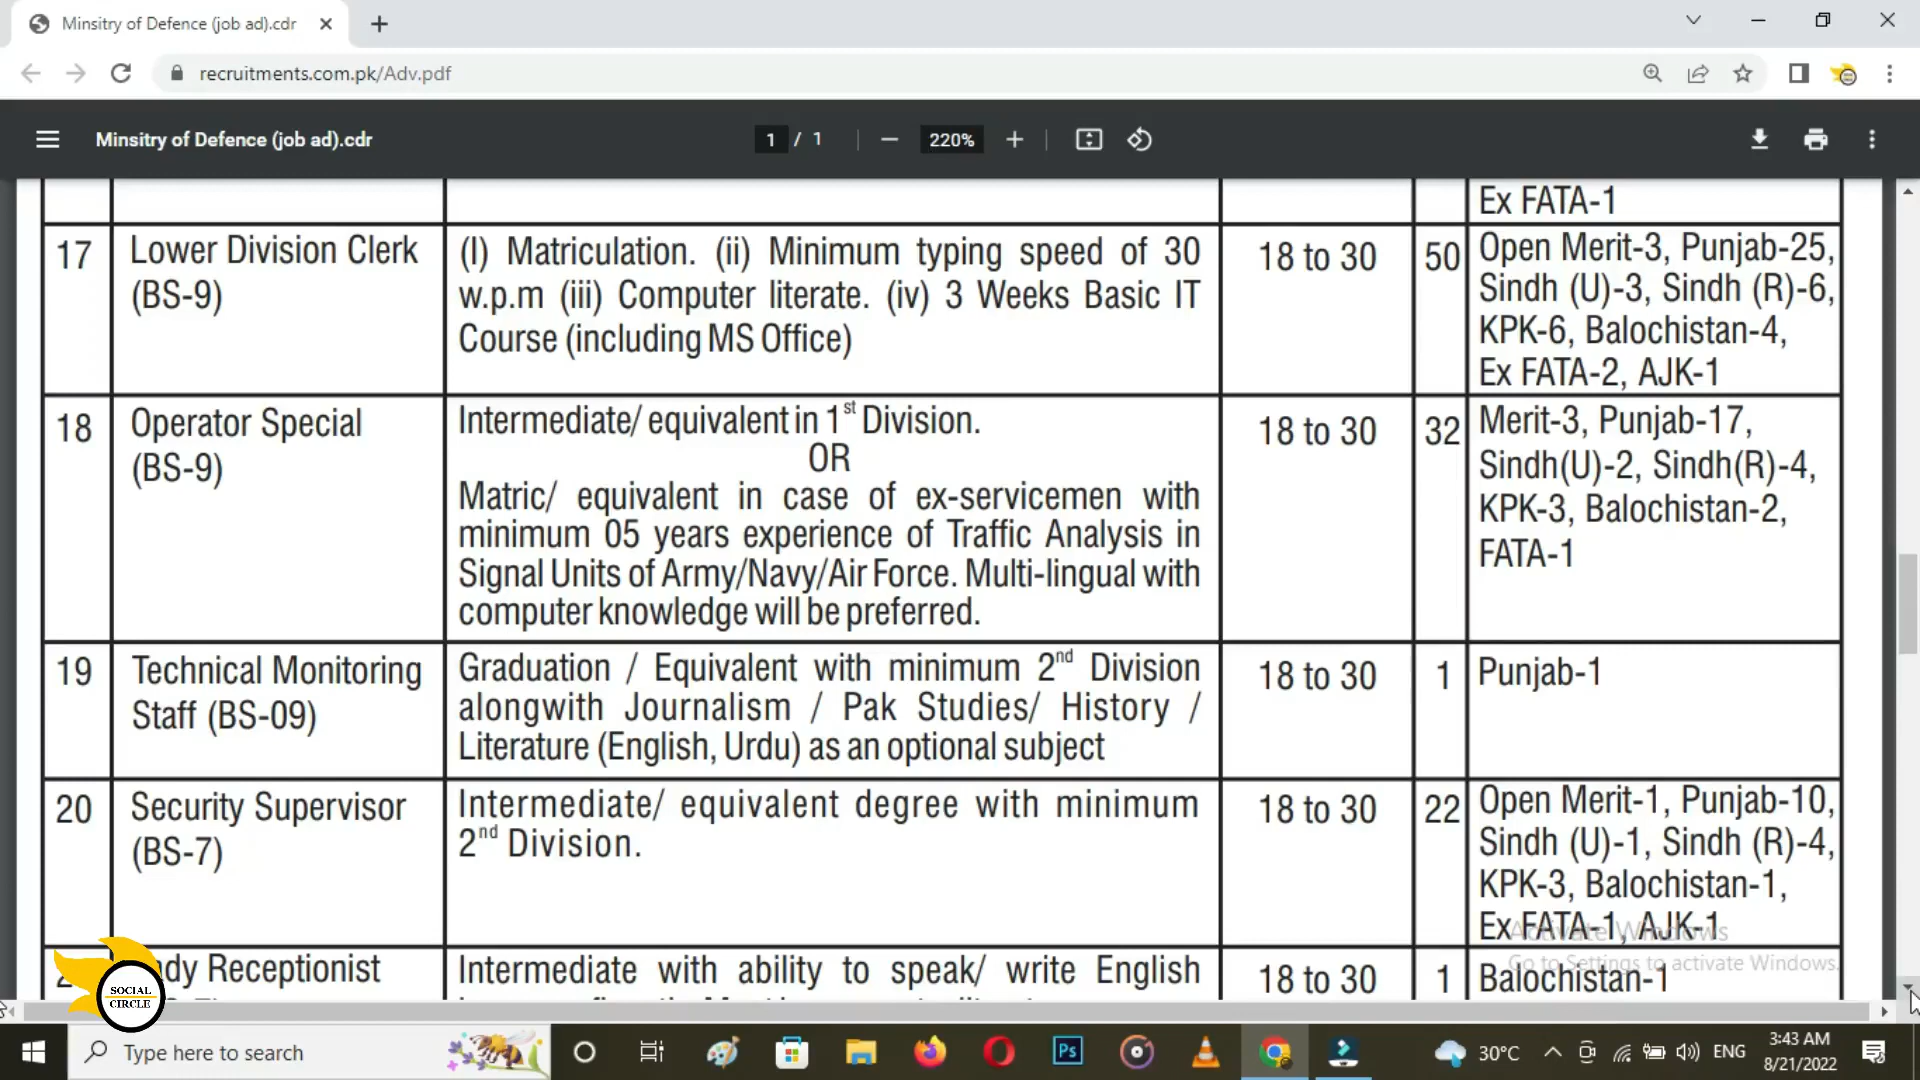 Minsitry of Defence (job ad).cdr
recruitments.com.pk/Adv.pdf
Minsitry of Defence (job ad).cdr
1 / 1
220%
Ex FATA-1
17
Lower Division Clerk
(BS-9)
(I) Matriculation. (ii) Minimum typing speed of 30
w.p.m (iii) Computer literate. (iv) 3 Weeks Basic IT
Course (including MS Office)
18 to 30
50
Open Merit-3, Punjab-25,
Sindh (U)-3, Sindh (R)-6,
KPK-6, Balochistan-4,
Ex FATA-2, AJK-1
18
Operator Special
(BS-9)
Intermediate/ equivalent in 1st Division.
OR
Matric/ equivalent in case of ex-servicemen with
minimum 05 years experience of Traffic Analysis in
Signal Units of Army/Navy/Air Force. Multi-lingual with
computer knowledge will be preferred.
18 to 30
32
Merit-3, Punjab-17,
Sindh(U)-2, Sindh(R)-4,
KPK-3, Balochistan-2,
FATA-1
19
Technical Monitoring
Staff (BS-09)
Graduation / Equivalent with minimum 2nd Division
alongwith Journalism / Pak Studies/ History /
Literature (English, Urdu) as an optional subject
18 to 30
1
Punjab-1
20
Security Supervisor
(BS-7)
Intermediate/ equivalent degree with minimum
2nd Division.
18 to 30
22
Open Merit-1, Punjab-10,
Sindh (U)-1, Sindh (R)-4,
KPK-3, Balochistan-1,
Ex FATA-1, AJK-1
Activate Windows
Go to Settings to activate Windows.
Receptionist
Intermediate with ability to speak/ write English
18 to 30
1
Balochistan-1
SOCIAL
CIRCLE
Type here to search
Ps
30°C
ENG
3:43 AM
8/21/2022